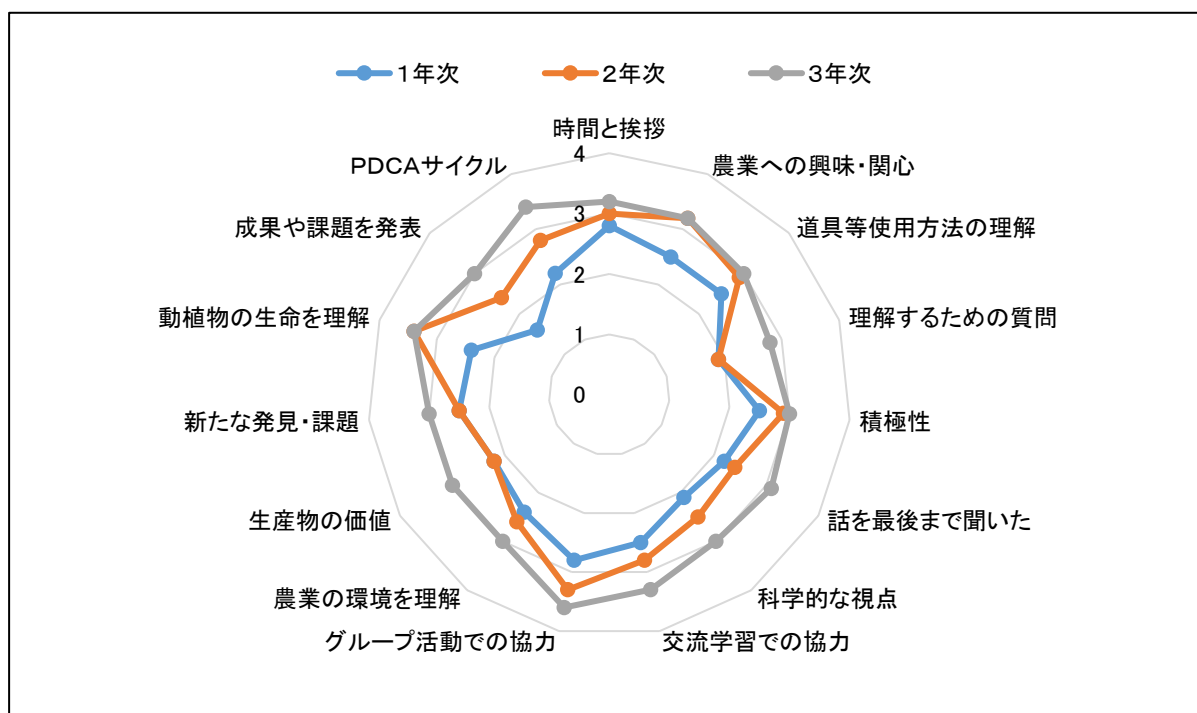 1年次
2年次
3年次
時間と挨拶
農業への興味・関心
道具等使用方法の理解
理解するための質問
積極性
話を最後まで聞いた
科学的な視点
交流学習での協力
グループ活動での協力
農業の環境を理解
生産物の価値
新たな発見・課題
動植物の生命を理解
成果や課題を発表
PDCAサイクル
4
3
2
1
0